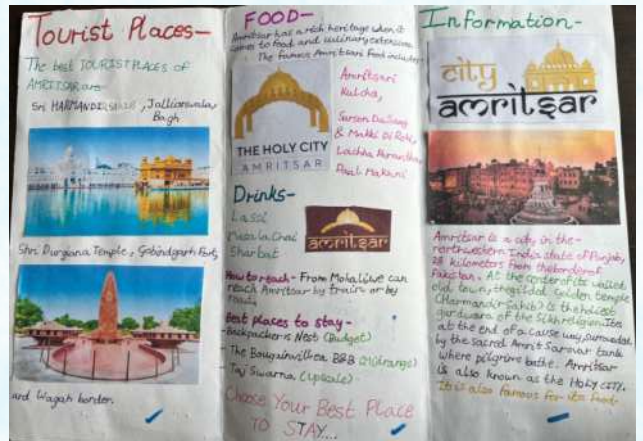 Tourist Places-
The best TOURIST PLACES of
AMRITSAR are-
Sri HARMANDIR, Jallianwala
Bagh
Shri Durgiana Temple, Gobindgarh Fort,
and Wagah border.
FOOD-
Amritsar has a rich heritage when it
comes to food and culinary
The famous Amritsari Food includes-
THE HOLY CITY
AMRITSAR
Amritsari
Kulcha,
Sarson Da Saag
& Makki Di Roti,
Lachha Parantha
Daal Makhni
Drinks-
Lassi
Masala Chai
Sharbat
amritsar
How to reach- From Mohali, we can
reach Amritsar by train or by
road.
Best places to stay-
Backpacker's Nest (Budget)
The Bougainvillea B&B (Midrange)
Taj Swarna (Upscale)
Choose Your Best Place
TO STAY...
Information-
city
amritsar
Amritsar is a city in the
northwestern India state of Punjab,
28 kilometers from the border of
Pakistan. At the center of its walled
old town, the gilded Golden temple
(Harmandir Sahib) is the holiest
gurdwara of the Sikh religion. Its
at the end of a cause way, surrounded
by the sacred Amrit Sarovar tank
where pilgrims bathe. Amritsar
is also known as the HOLY CITY.
It is also famous for its food.